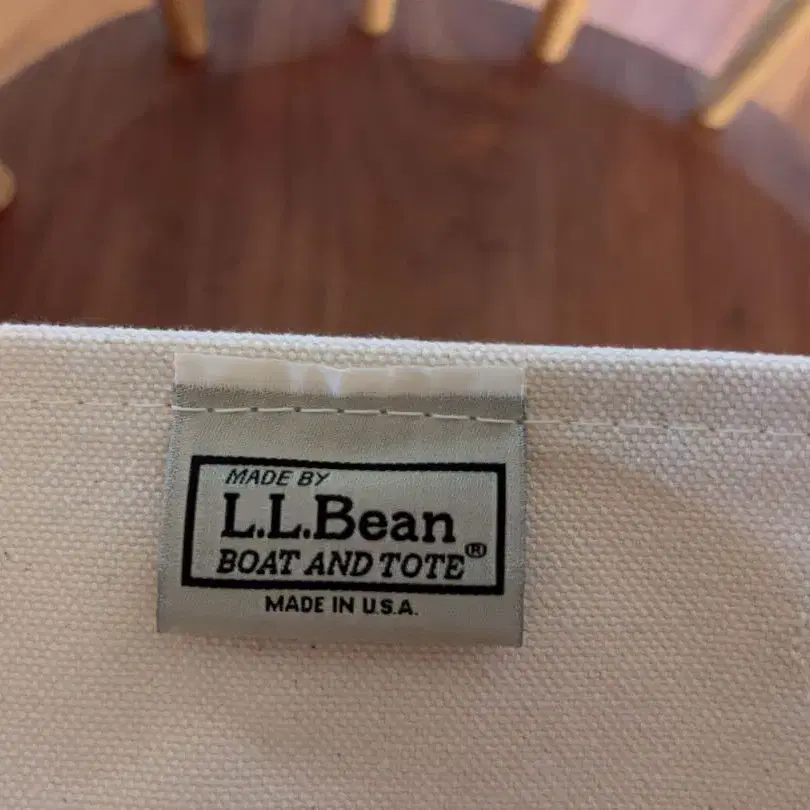 MADE BY
L.L.Bean
BOAT AND TOTE®
MADE IN U.S.A.